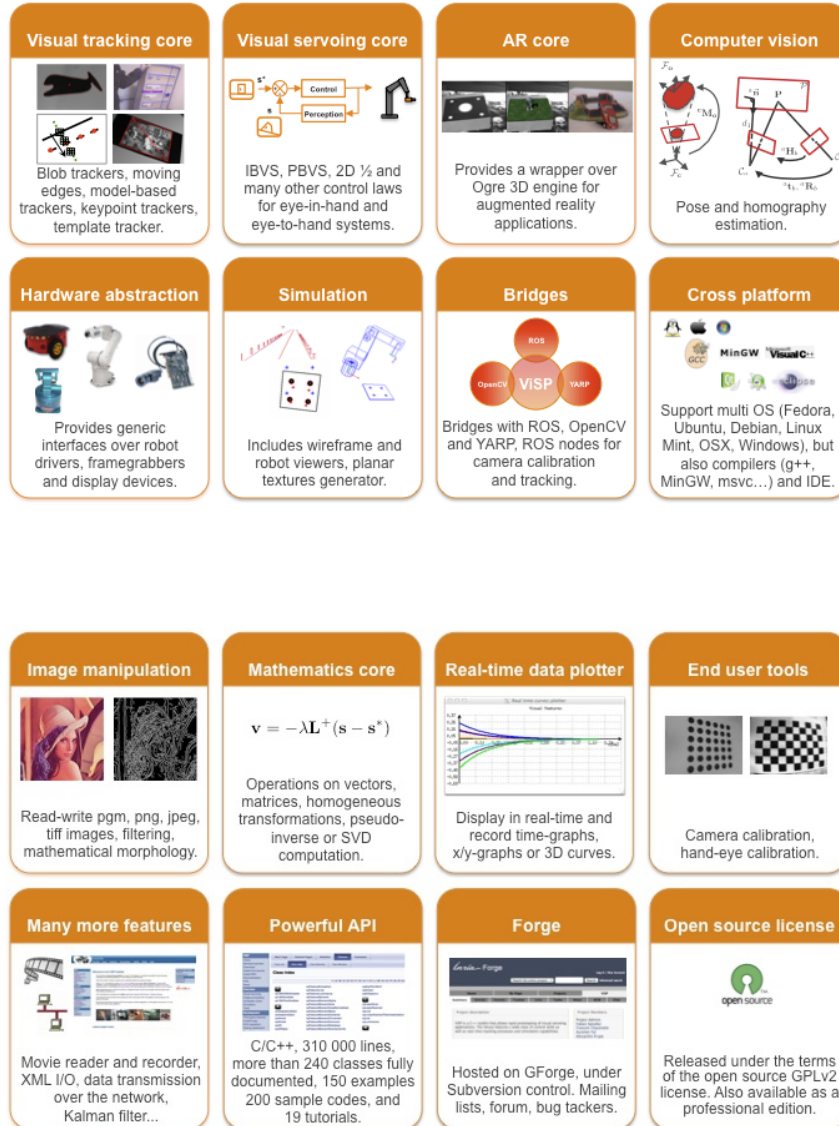 Visual tracking core
Blob trackers, moving
edges, model-based
trackers, keypoint trackers,
template tracker.
Visual servoing core
s*
Control
s
Perception
IBVS, PBVS, 2D ½ and
many other control laws
for eye-in-hand and
eye-to-hand systems.
AR core
Provides a wrapper over
Ogre 3D engine for
augmented reality
applications.
Computer vision
P
Pose and homography
estimation.
Hardware abstraction
Provides generic
interfaces over robot
drivers, framegrabbers
and display devices.
Simulation
Includes wireframe and
robot viewers, planar
textures generator.
Bridges
ROS
OpenCV
ViSP
YARP
Bridges with ROS, OpenCV
and YARP, ROS nodes for
camera calibration
and tracking.
Cross platform
GCC
MinGW
Microsoft
Visual C++
eclipse
Support multi OS (Fedora,
Ubuntu, Debian, Linux
Mint, OSX, Windows), but
also compilers (g++,
MinGW, msvc...) and IDE.
Image manipulation
Read-write pgm, png, jpeg,
tiff images, filtering,
mathematical morphology.
Mathematics core
v = −λL⁺(s − s*)
Operations on vectors,
matrices, homogeneous
transformations, pseudo-
inverse or SVD
computation.
Real-time data plotter
Real time curves plotter
Visual features
Display in real-time and
record time-graphs,
x/y-graphs or 3D curves.
End user tools
Camera calibration,
hand-eye calibration.
Many more features
Movie reader and recorder,
XML I/O, data transmission
over the network,
Kalman filter...
Powerful API
Class Index
C/C++, 310 000 lines,
more than 240 classes fully
documented, 150 examples
200 sample codes, and
19 tutorials.
Forge
Forge
Hosted on GForge, under
Subversion control. Mailing
lists, forum, bug tackers.
Open source license
open source
Released under the terms
of the open source GPLv2
license. Also available as a
professional edition.